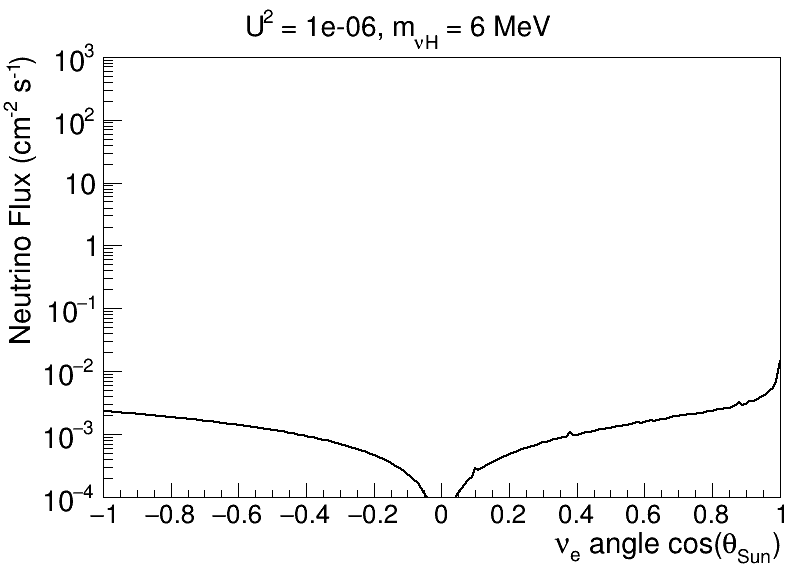 U² = 1e-06, m_νH = 6 MeV
Neutrino Flux (cm⁻² s⁻¹)
10³
10²
10
1
10⁻¹
10⁻²
10⁻³
10⁻⁴
−1 −0.8 −0.6 −0.4 −0.2 0 0.2 0.4 0.6 0.8 1
ν_e angle cos(θ_Sun)